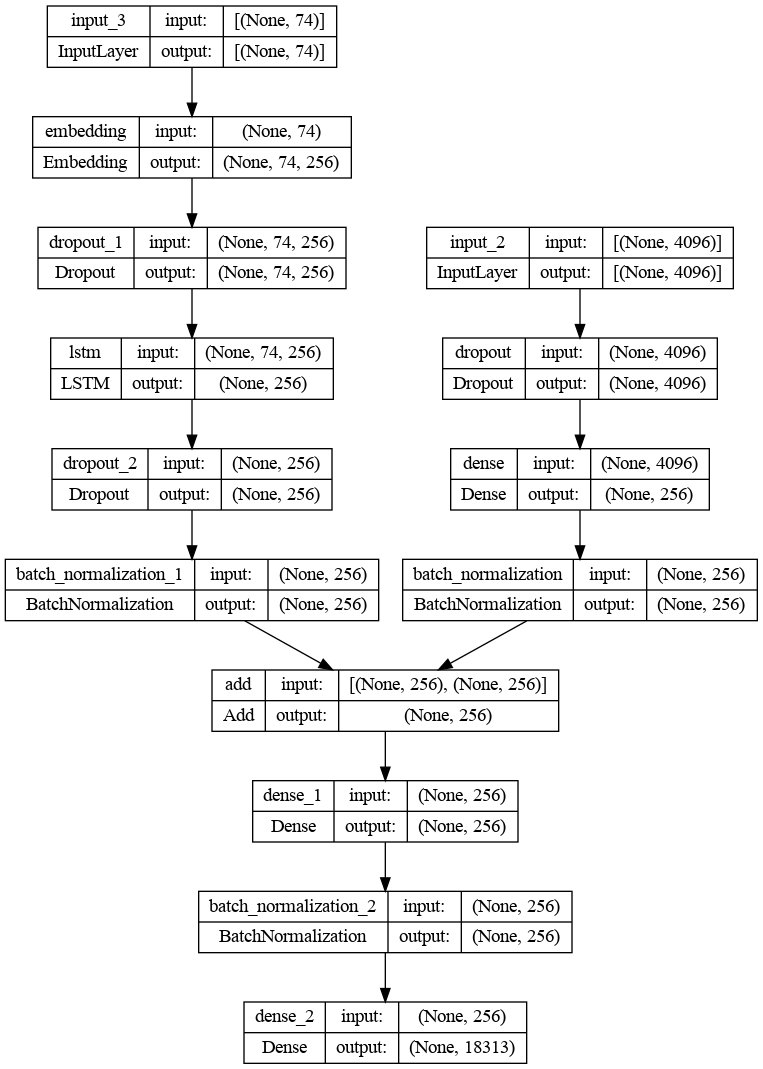 input_3 input: [(None, 74)]
InputLayer output: [(None, 74)]
embedding input: (None, 74)
Embedding output: (None, 74, 256)
dropout_1 input: (None, 74, 256)
Dropout output: (None, 74, 256)
input_2 input: [(None, 4096)]
InputLayer output: [(None, 4096)]
lstm input: (None, 74, 256)
LSTM output: (None, 256)
dropout input: (None, 4096)
Dropout output: (None, 4096)
dropout_2 input: (None, 256)
Dropout output: (None, 256)
dense input: (None, 4096)
Dense output: (None, 256)
batch_normalization_1 input: (None, 256)
BatchNormalization output: (None, 256)
batch_normalization input: (None, 256)
BatchNormalization output: (None, 256)
add input: [(None, 256), (None, 256)]
Add output: (None, 256)
dense_1 input: (None, 256)
Dense output: (None, 256)
batch_normalization_2 input: (None, 256)
BatchNormalization output: (None, 256)
dense_2 input: (None, 256)
Dense output: (None, 18313)